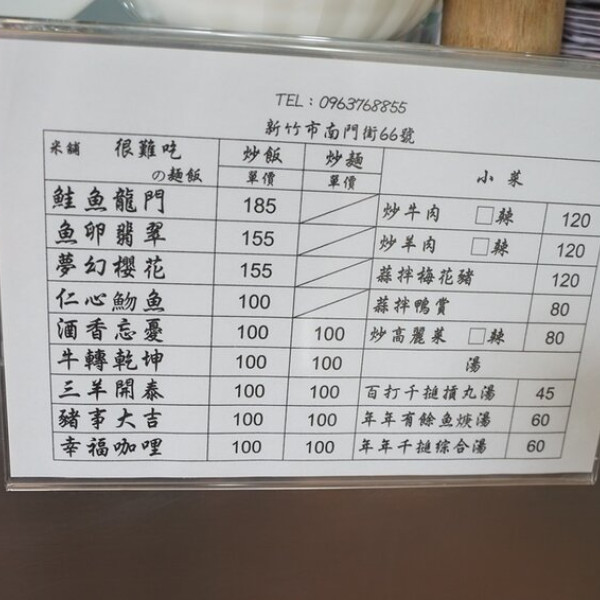 TEL：0963768855
新竹市南門街66號
米舖 很難吃 の麵飯 炒飯 單價 炒麵 單價 小菜
鮭魚龍門 185 炒牛肉 □辣 120
魚卵翡翠 155 炒羊肉 □辣 120
夢幻櫻花 155 蒜拌梅花豬 120
仁心魩魚 100 蒜拌鴨賞 80
酒香忘憂 100 100 炒高麗菜 □辣 80
牛轉乾坤 100 100 湯
三羊開泰 100 100 百打千搥摃丸湯 45
豬事大吉 100 100 年年有餘魚焿湯 60
幸福咖哩 100 100 年年千搥綜合湯 60